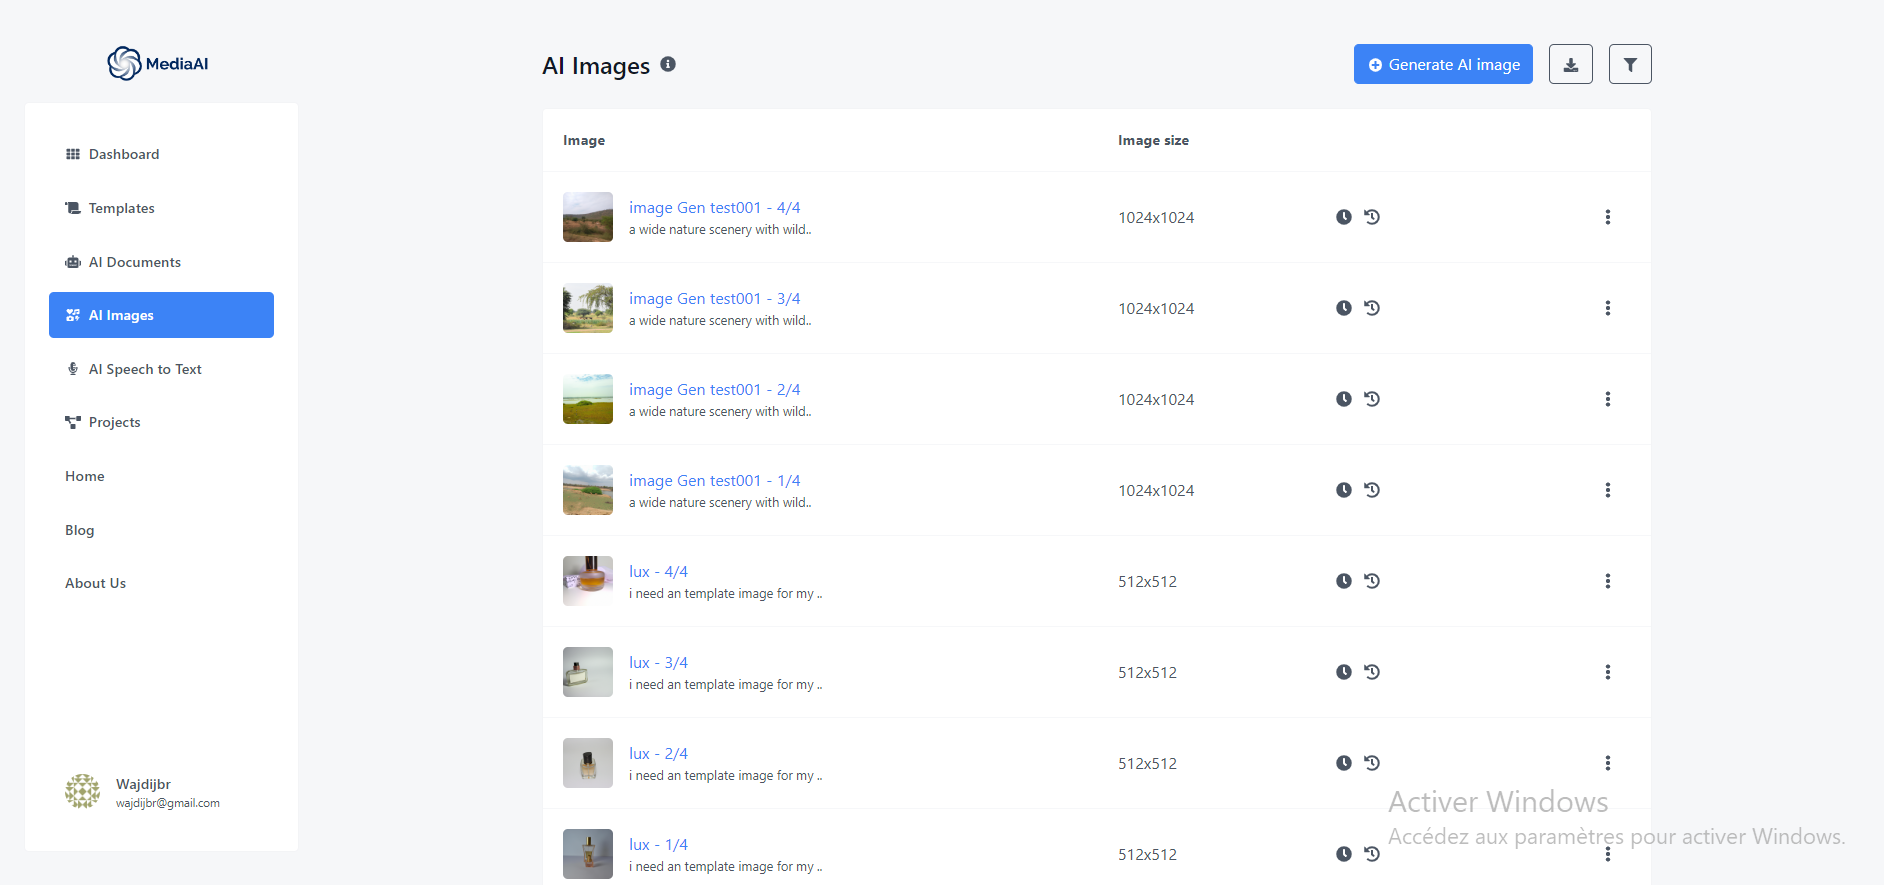 MediaAI
Dashboard
Templates
AI Documents
AI Images
AI Speech to Text
Projects
Home
Blog
About Us
Wajdijbr
wajdijbr@gmail.com
AI Images
Generate AI image
Image Image size
image Gen test001 - 4/4
a wide nature scenery with wild..
1024x1024
image Gen test001 - 3/4
a wide nature scenery with wild..
1024x1024
image Gen test001 - 2/4
a wide nature scenery with wild..
1024x1024
image Gen test001 - 1/4
a wide nature scenery with wild..
1024x1024
lux - 4/4
i need an template image for my ..
512x512
lux - 3/4
i need an template image for my ..
512x512
lux - 2/4
i need an template image for my ..
512x512
lux - 1/4
i need an template image for my ..
512x512
Activer Windows
Accédez aux paramètres pour activer Windows.